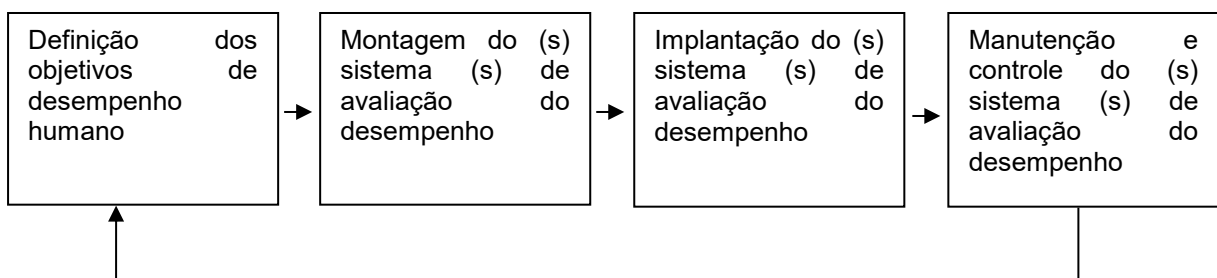 Definição dos
objetivos de
desempenho
humano
Montagem do (s)
sistema (s) de
avaliação do
desempenho
Implantação do (s)
sistema (s) de
avaliação do
desempenho
Manutenção e
controle do (s)
sistema (s) de
avaliação do
desempenho